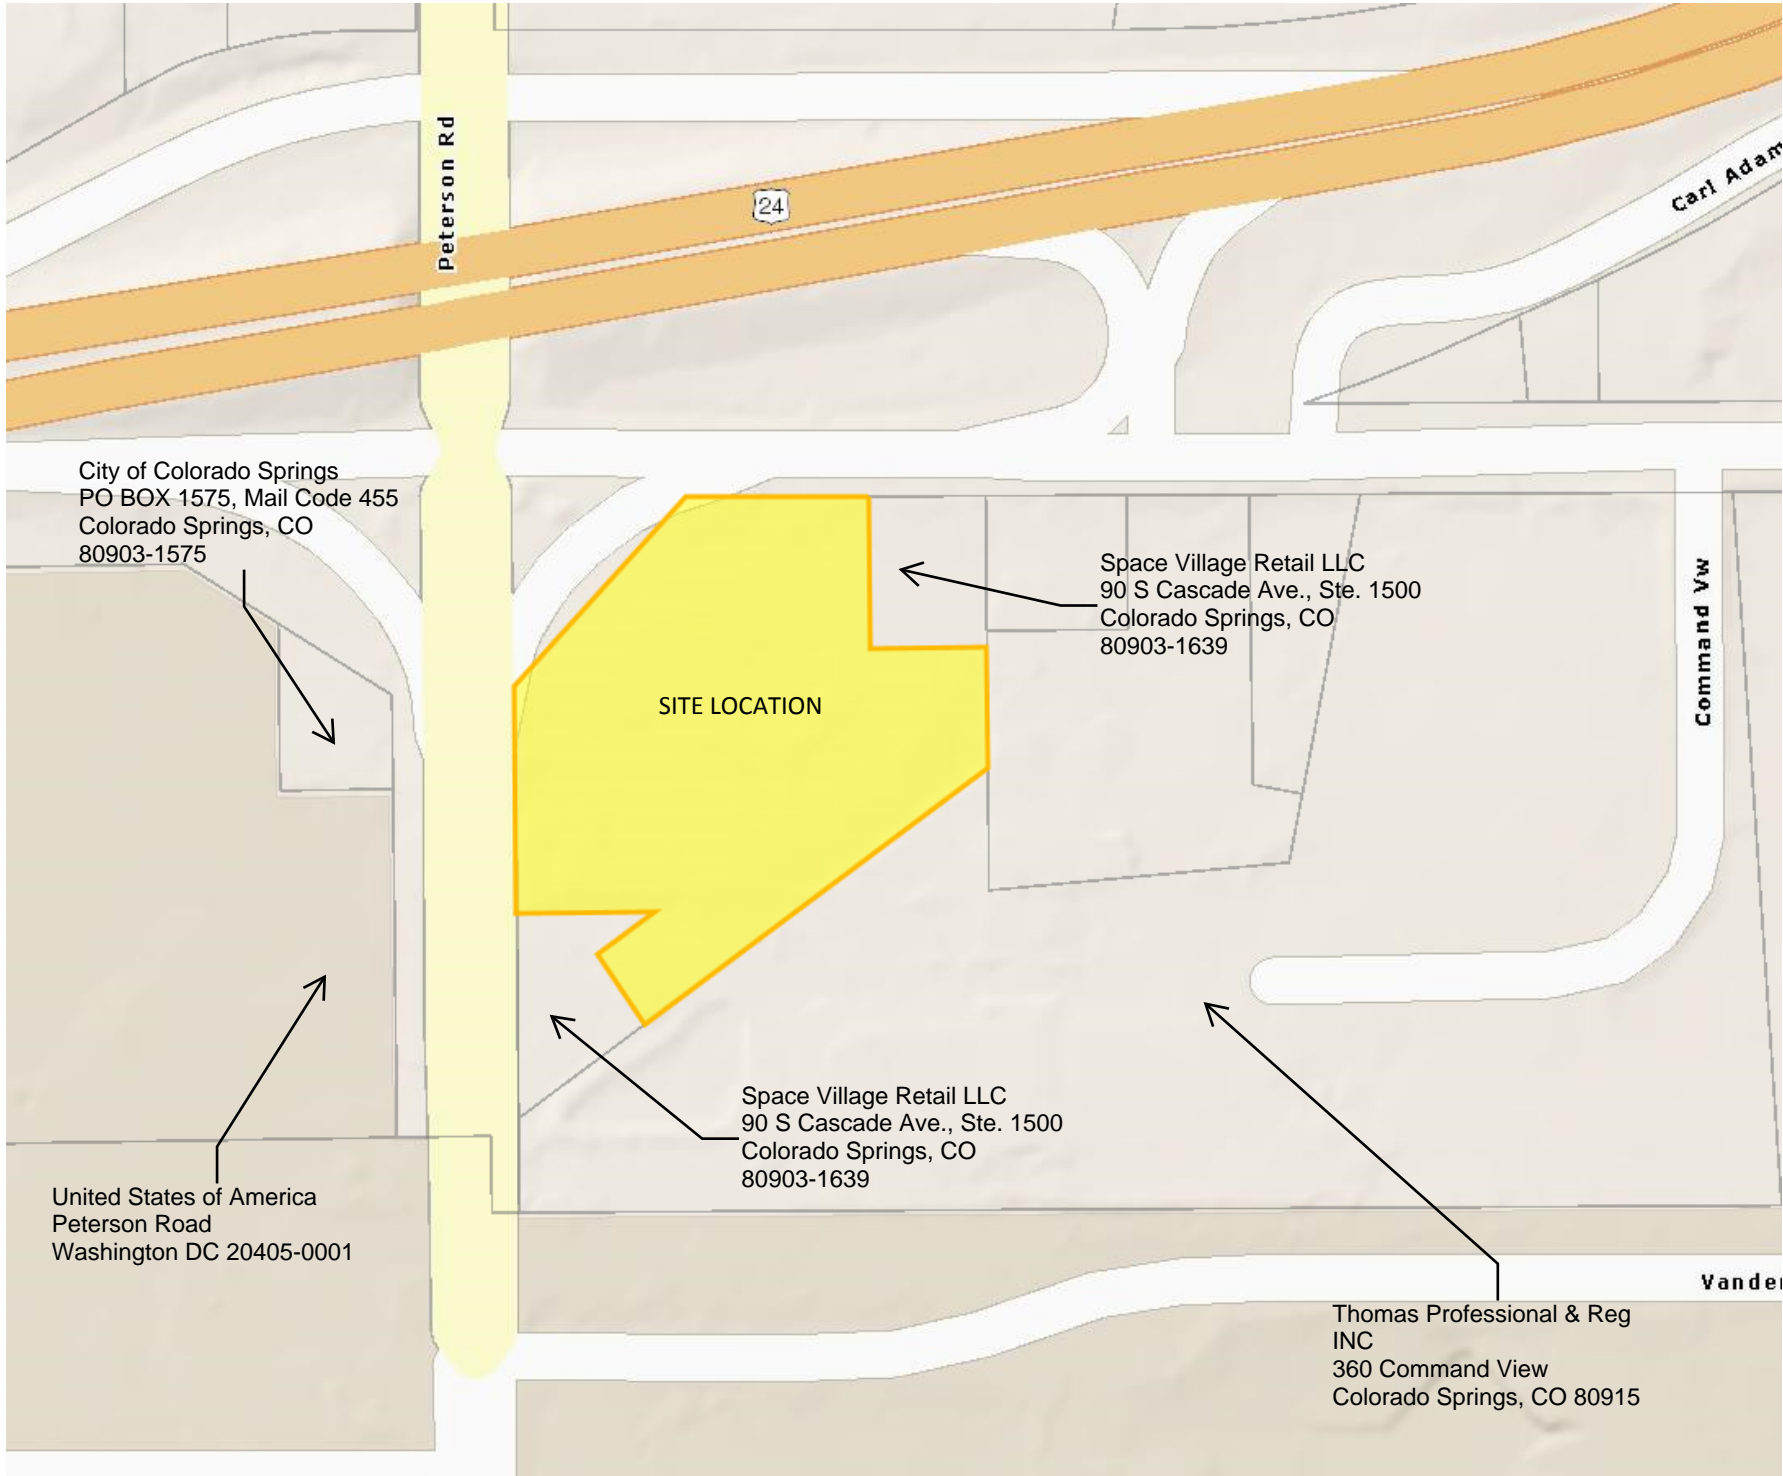 Peterson Rd
24
Carl Adam
City of Colorado Springs
PO BOX 1575, Mail Code 455
Colorado Springs, CO
80903-1575
Space Village Retail LLC
90 S Cascade Ave., Ste. 1500
Colorado Springs, CO
80903-1639
Command Vw
SITE LOCATION
Space Village Retail LLC
90 S Cascade Ave., Ste. 1500
Colorado Springs, CO
80903-1639
United States of America
Peterson Road
Washington DC 20405-0001
Vander
Thomas Professional & Reg
INC
360 Command View
Colorado Springs, CO 80915